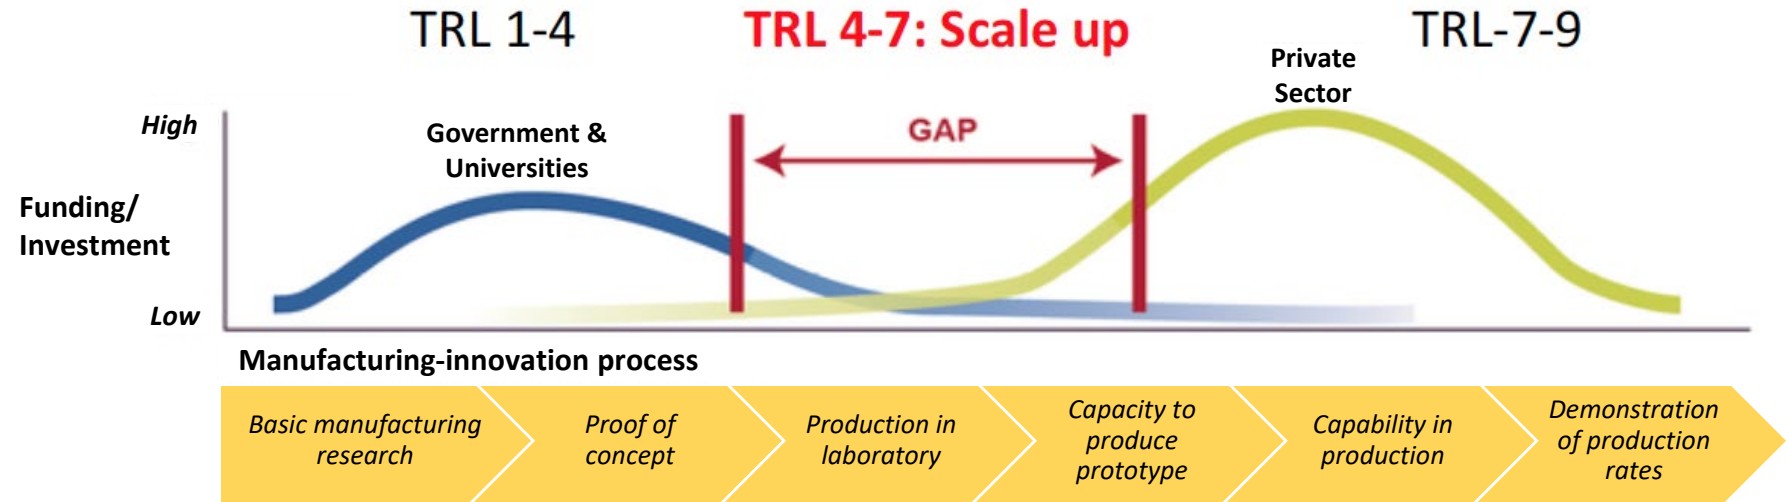 TRL 1-4
TRL 4-7: Scale up
TRL-7-9
Private
Sector
High
Government &
Universities
GAP
Funding/
Investment
Low
Manufacturing-innovation process
Basic manufacturing
research
Proof of
concept
Production in
laboratory
Capacity to
produce
prototype
Capability in
production
Demonstration
of production
rates